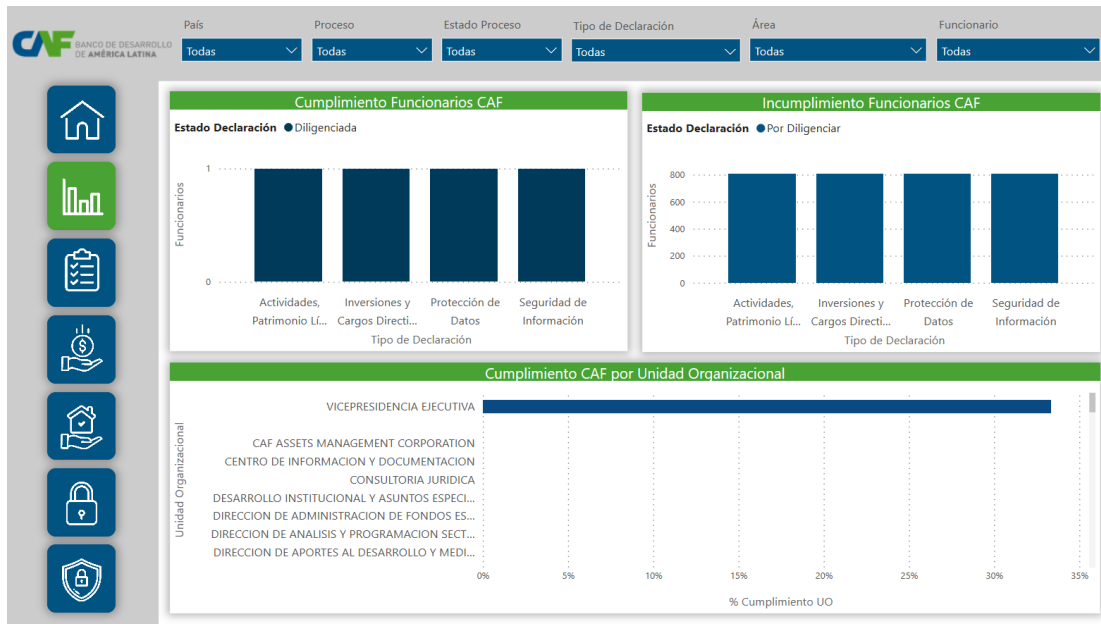 País Proceso Estado Proceso Tipo de Declaración Área Funcionario
CAF BANCO DE DESARROLLO
DE AMÉRICA LATINA
Todas Todas Todas Todas Todas Todas
Cumplimiento Funcionarios CAF
Estado Declaración Diligenciada
1
0
Funcionarios
Actividades, Inversiones y Protección de Seguridad de
Patrimonio Lí... Cargos Directi... Datos Información
Tipo de Declaración
Incumplimiento Funcionarios CAF
Estado Declaración Por Diligenciar
800
600
400
200
0
Funcionarios
Actividades, Inversiones y Protección de Seguridad de
Patrimonio Lí... Cargos Directi... Datos Información
Tipo de Declaración
Cumplimiento CAF por Unidad Organizacional
Unidad Organizacional
VICEPRESIDENCIA EJECUTIVA
CAF ASSETS MANAGEMENT CORPORATION
CENTRO DE INFORMACION Y DOCUMENTACION
CONSULTORIA JURIDICA
DESARROLLO INSTITUCIONAL Y ASUNTOS ESPECI...
DIRECCION DE ADMINISTRACION DE FONDOS ES...
DIRECCION DE ANALISIS Y PROGRAMACION SECT...
DIRECCION DE APORTES AL DESARROLLO Y MEDI...
0% 5% 10% 15% 20% 25% 30% 35%
% Cumplimiento UO